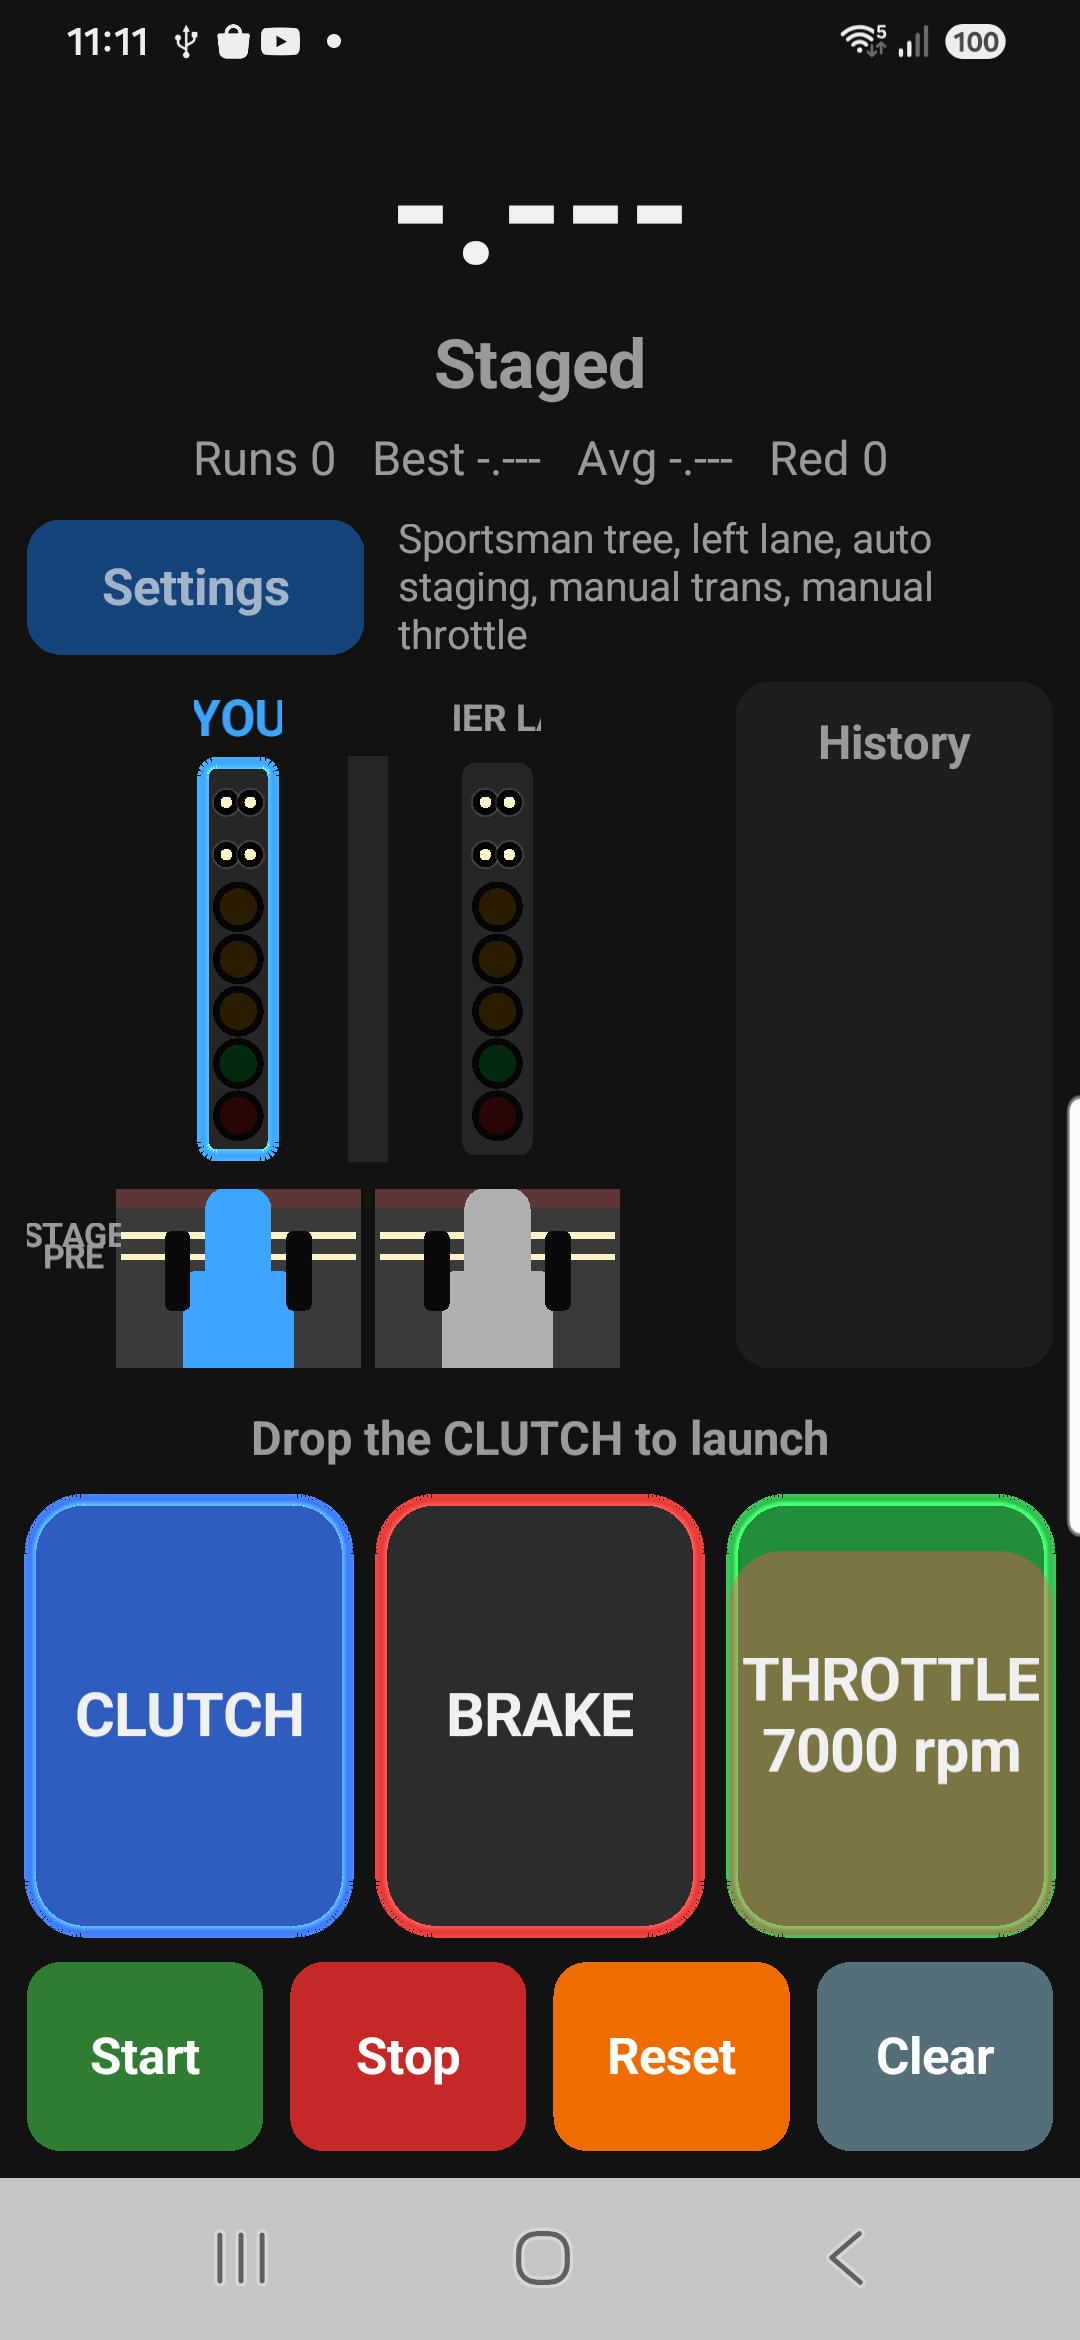 11:11
5
100
-.---
Staged
Runs 0 Best -.--- Avg -.--- Red 0
Settings
Sportsman tree, left lane, auto
staging, manual trans, manual
throttle
YOU
IER LA
History
STAGE
PRE
Drop the CLUTCH to launch
CLUTCH
BRAKE
THROTTLE
7000 rpm
Start
Stop
Reset
Clear